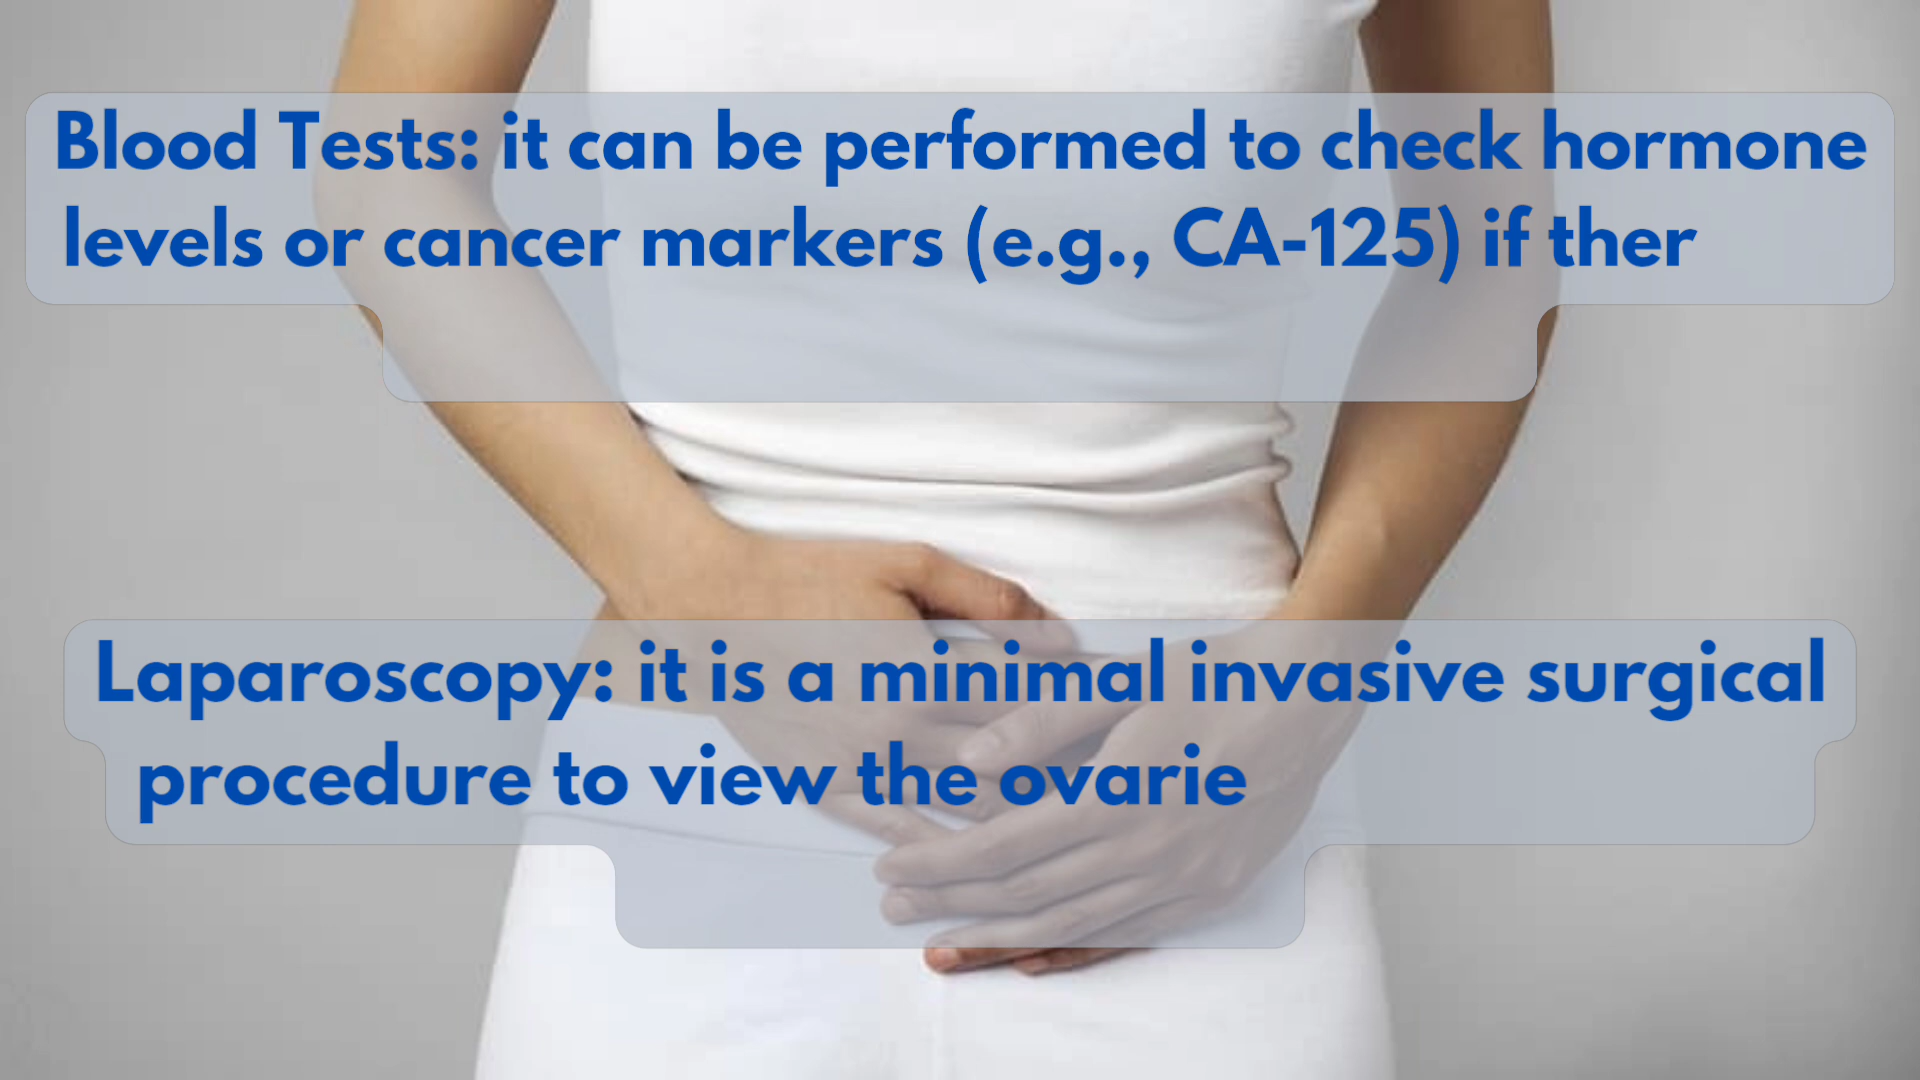 Blood Tests: it can be performed to check hormone
levels or cancer markers (e.g., CA-125) if ther
Laparoscopy: it is a minimal invasive surgical
procedure to view the ovarie